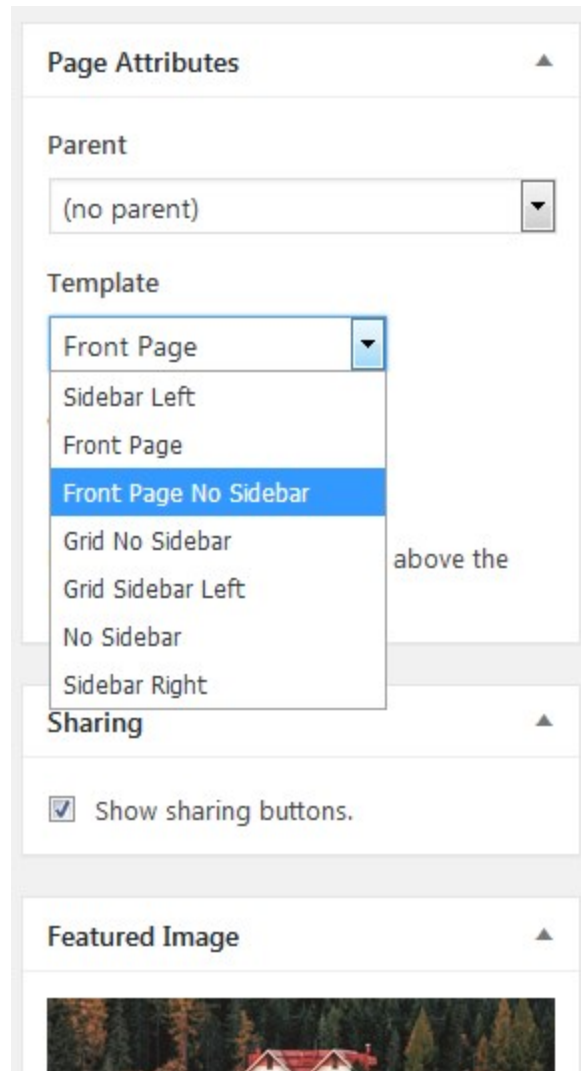 Page Attributes
Parent
(no parent)
Template
Front Page
Sidebar Left
Front Page
Front Page No Sidebar
Grid No Sidebar
above the
Grid Sidebar Left
No Sidebar
Sidebar Right
Sharing
Show sharing buttons.
Featured Image